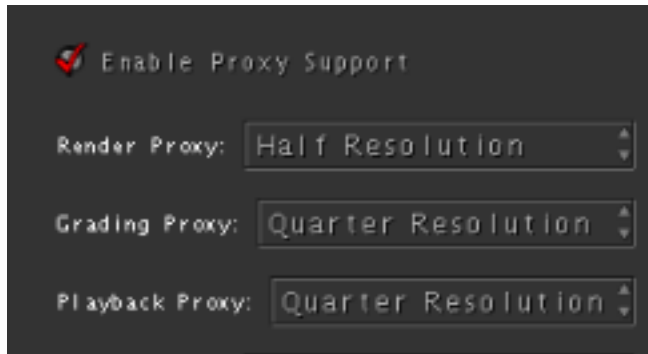 Enable Proxy Support
Render Proxy: Half Resolution
Grading Proxy: Quarter Resolution
Playback Proxy: Quarter Resolution